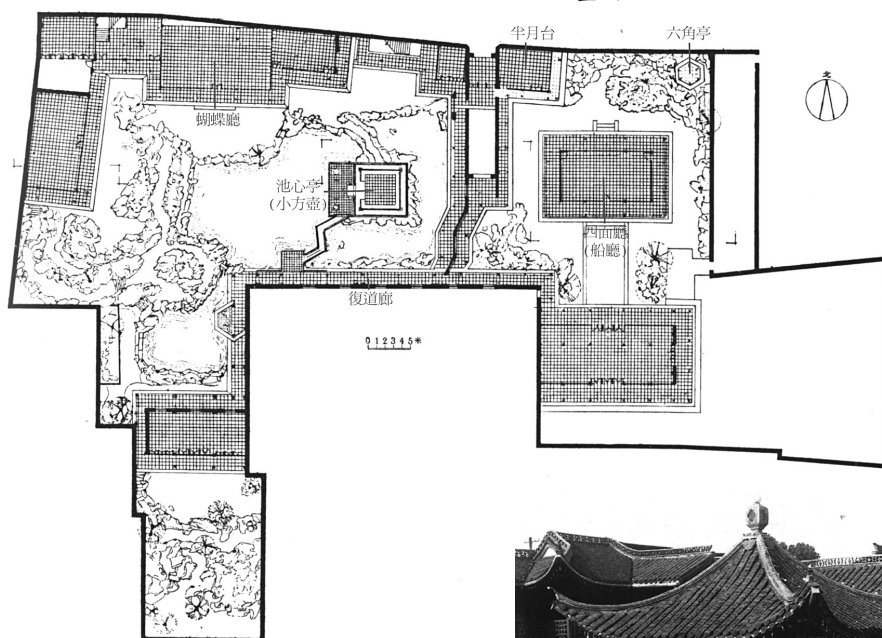 半月台
六角亭
北
蝴蝶廳
池心亭
(小方壺)
四面廳
(船廳)
復道廊
0 1 2 3 4 5 米